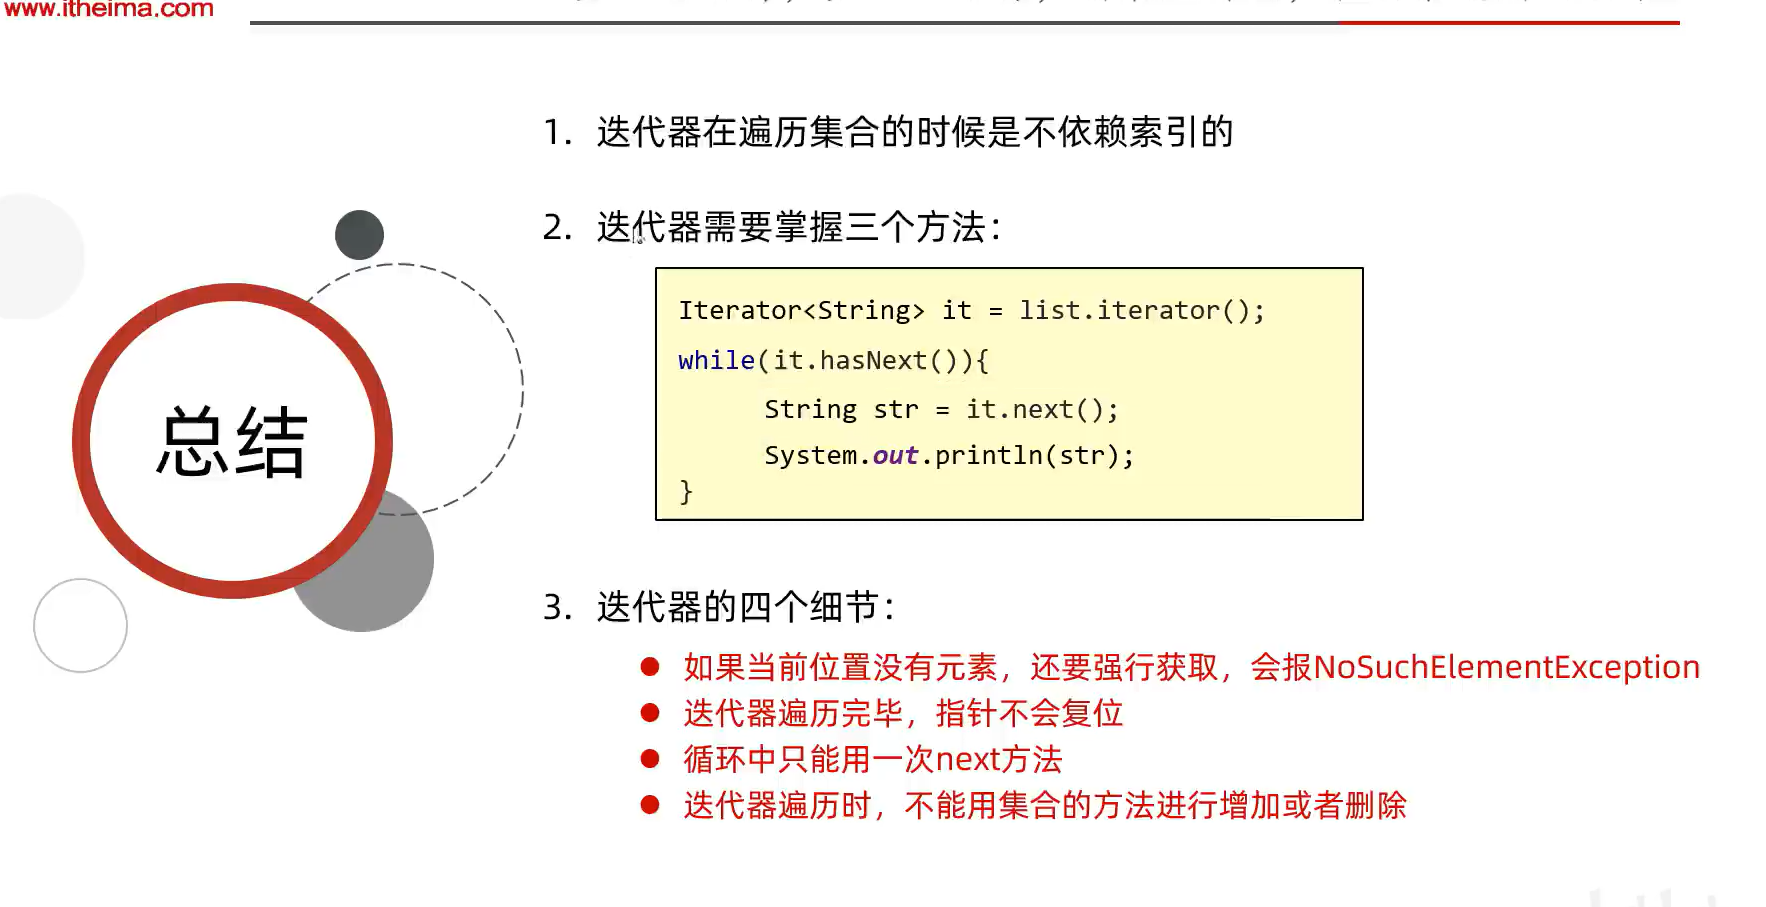 www.itheima.com
1. 迭代器在遍历集合的时候是不依赖索引的
2. 迭代器需要掌握三个方法：
Iterator<String> it = list.iterator();
while(it.hasNext()){
String str = it.next();
System.out.println(str);
}
总结
3. 迭代器的四个细节：
如果当前位置没有元素，还要强行获取，会报NoSuchElementException
迭代器遍历完毕，指针不会复位
循环中只能用一次next方法
迭代器遍历时，不能用集合的方法进行增加或者删除